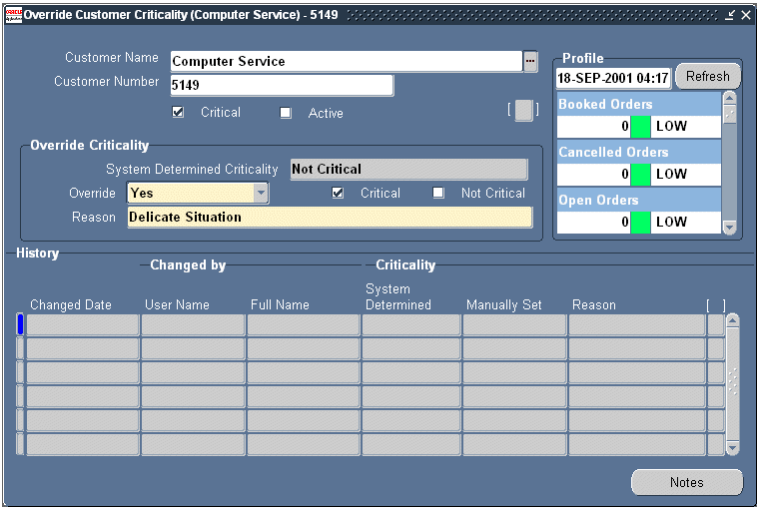 Override Customer Criticality (Computer Service) - 5149
Customer Name Computer Service ...
Customer Number 5149
Critical Active [ ]
Profile
18-SEP-2001 04:17 Refresh
Booked Orders
0 LOW
Cancelled Orders
0 LOW
Open Orders
0 LOW
Override Criticality
System Determined Criticality Not Critical
Override Yes Critical Not Critical
Reason Delicate Situation
History
Changed by Criticality
Changed Date User Name Full Name System Determined Manually Set Reason [ ]
Notes